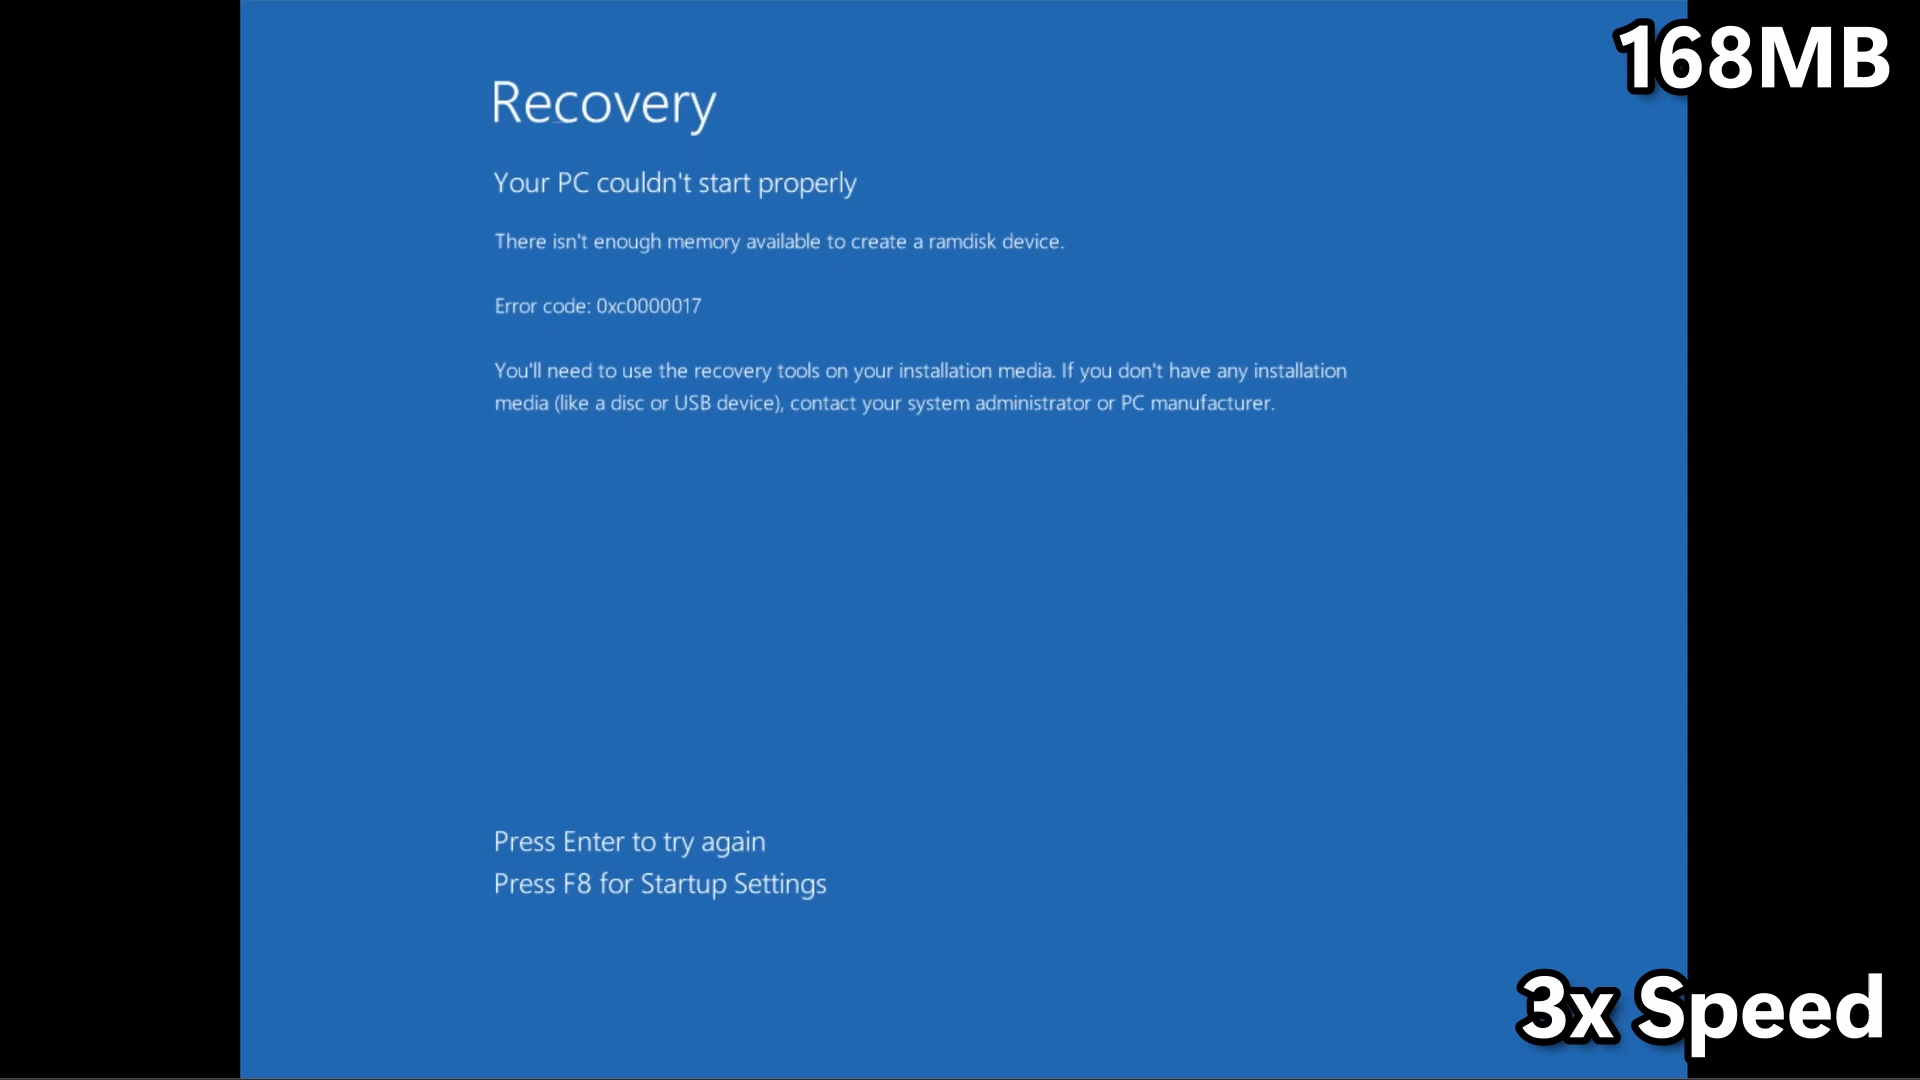 168MB
Recovery
Your PC couldn't start properly
There isn't enough memory available to create a ramdisk device.
Error code: 0xc0000017
You'll need to use the recovery tools on your installation media. If you don't have any installation
media (like a disc or USB device), contact your system administrator or PC manufacturer.
Press Enter to try again
Press F8 for Startup Settings
3x Speed